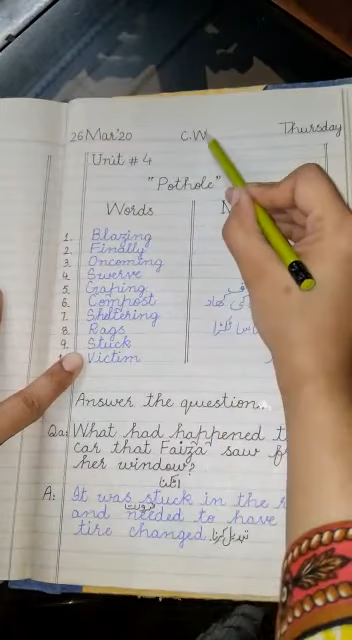 26 Mar'20 C.W Thursday
Unit # 4
"Pothole"
Words
1. Blazing
2. Finally
3. Oncoming
4. Swerve
5. Gaping
6. Compost
7. Sheltering
8. Rags
9. Stuck
Victim
Answer the question.
Qa: What had happened t
car that Faiza saw f
her window?
A: It was stuck in the
and needed to have
tire changed.